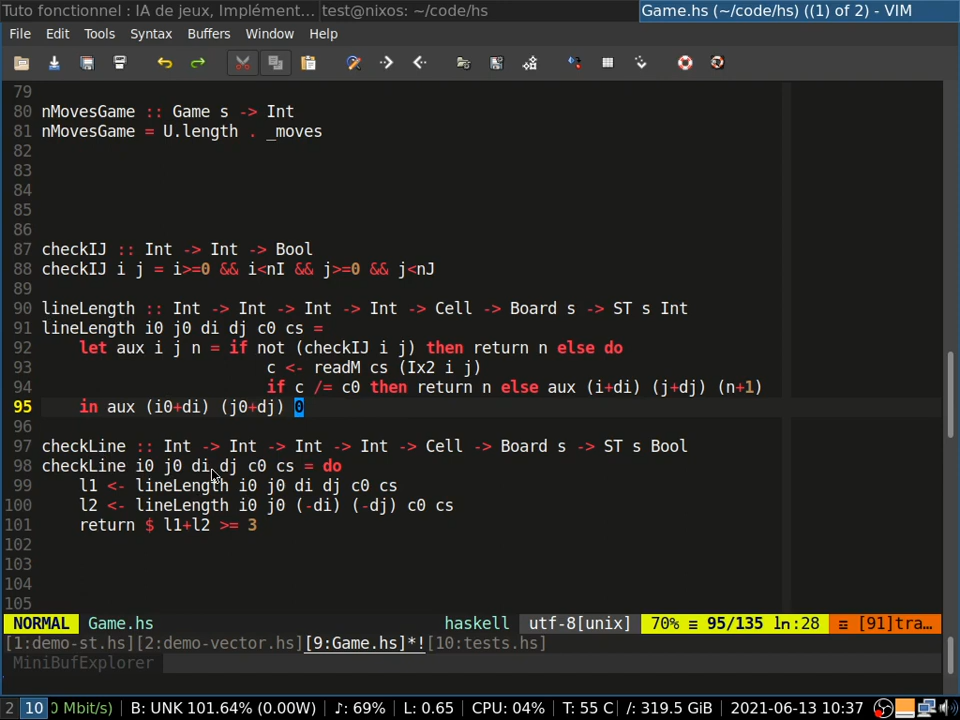 Tuto fonctionnel : IA de jeux, Implément... test@nixos: ~/code/hs Game.hs (~/code/hs) ((1) of 2) - VIM
File Edit Tools Syntax Buffers Window Help
79
80 nMovesGame :: Game s -> Int
81 nMovesGame = U.length . _moves
82
83
84
85
86
87 checkIJ :: Int -> Int -> Bool
88 checkIJ i j = i>=0 && i<nI && j>=0 && j<nJ
89
90 lineLength :: Int -> Int -> Int -> Int -> Cell -> Board s -> ST s Int
91 lineLength i0 j0 di dj c0 cs =
92     let aux i j n = if not (checkIJ i j) then return n else do
93                         c <- readM cs (Ix2 i j)
94                         if c /= c0 then return n else aux (i+di) (j+dj) (n+1)
95     in aux (i0+di) (j0+dj) 0
96
97 checkLine :: Int -> Int -> Int -> Int -> Cell -> Board s -> ST s Bool
98 checkLine i0 j0 di dj c0 cs = do
99     l1 <- lineLength i0 j0 di dj c0 cs
100     l2 <- lineLength i0 j0 (-di) (-dj) c0 cs
101     return $ l1+l2 >= 3
102
103
104
105
NORMAL Game.hs haskell utf-8[unix] 70% ≡ 95/135 ln:28 ≡ [91]tra…
[1:demo-st.hs][2:demo-vector.hs][9:Game.hs]*![10:tests.hs]
MiniBufExplorer
2 10 0 Mbit/s) | B: UNK 101.64% (0.00W) | ♪: 69% | L: 0.65 | CPU: 04% | T: 55 C | /: 319.5 GiB | 2021-06-13 10:37